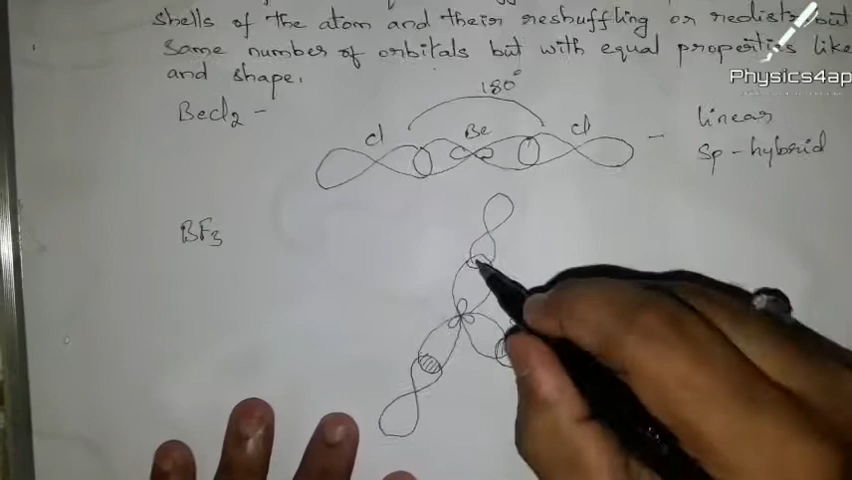 shells of the atom and their reshuffling or redistribut
same number of orbitals but with equal properties like
and shape.
Physics4ap
180°
BeCl2 - Cl Be Cl - linear
sp - hybrid
BF3